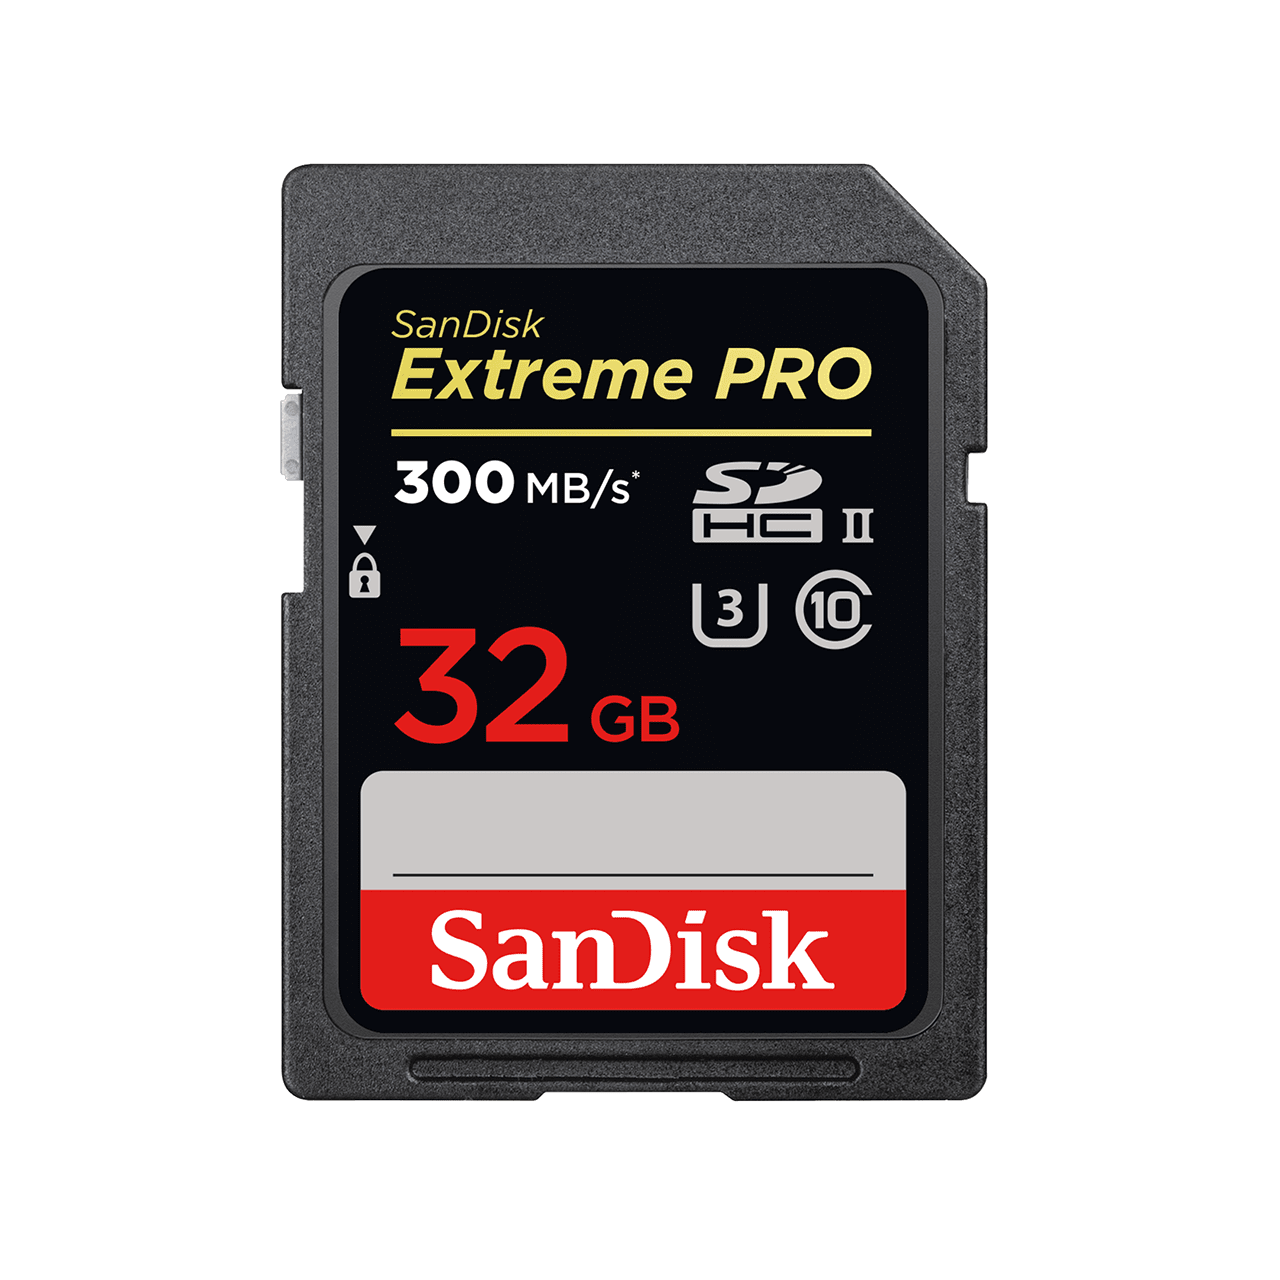 SanDisk
Extreme PRO
300 MB/s*
SD
HC II
3 10
32 GB
SanDisk